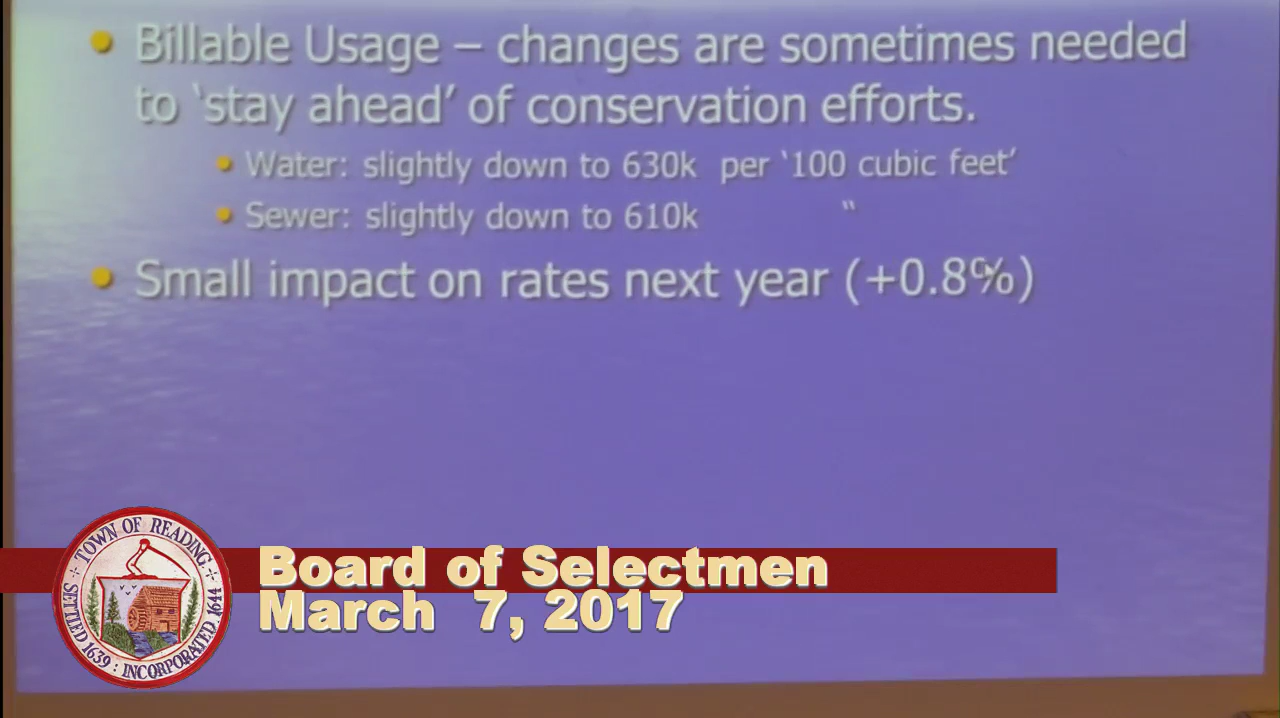 Billable Usage – changes are sometimes needed
to ‘stay ahead’ of conservation efforts.
Water: slightly down to 630k per ‘100 cubic feet’
Sewer: slightly down to 610k “
Small impact on rates next year (+0.8%)
TOWN OF READING
SETTLED 1639 : INCORPORATED 1644
Board of Selectmen
March 7, 2017